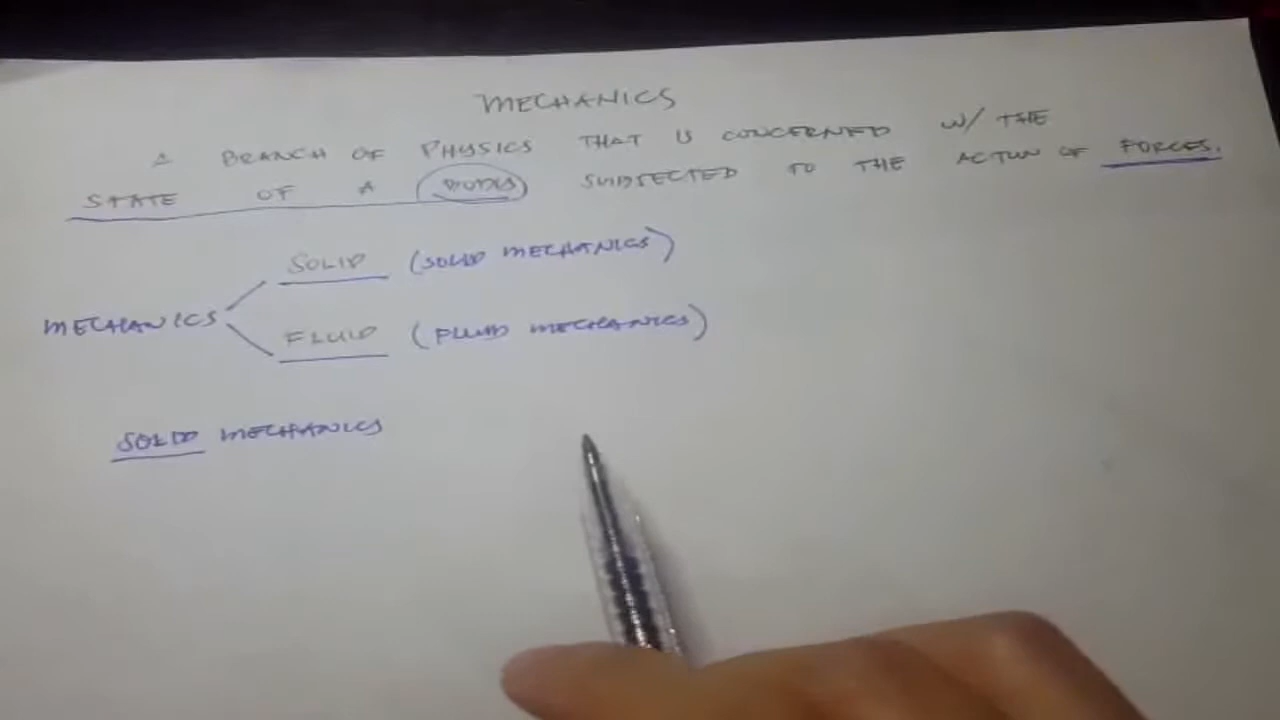 MECHANICS
A BRANCH OF PHYSICS THAT IS CONCERNED W/ THE
STATE OF A BODIES SUBJECTED TO THE ACTION OF FORCES.
SOLID (SOLID MECHANICS)
MECHANICS
FLUID (FLUID MECHANICS)
SOLID MECHANICS